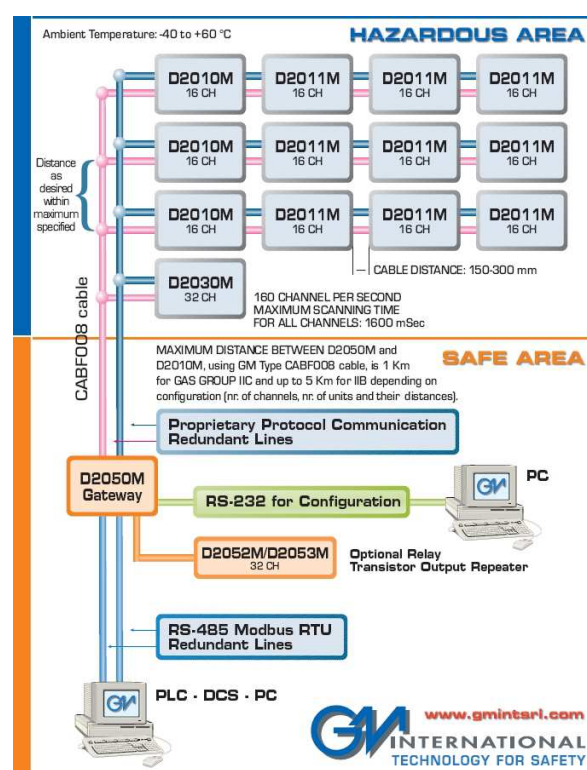 Ambient Temperature: -40 to +60 °C
HAZARDOUS AREA
D2010M
16 CH
D2011M
16 CH
D2011M
16 CH
D2011M
16 CH
D2010M
16 CH
D2011M
16 CH
D2011M
16 CH
D2011M
16 CH
Distance
as
desired
within
maximum
specified
D2010M
16 CH
D2011M
16 CH
D2011M
16 CH
D2011M
16 CH
CABLE DISTANCE: 150-300 mm
D2030M
32 CH
160 CHANNEL PER SECOND
MAXIMUM SCANNING TIME
FOR ALL CHANNELS: 1600 mSec
CABF008 cable
MAXIMUM DISTANCE BETWEEN D2050M and
D2010M, using GM Type CABF008 cable, is 1 Km
for GAS GROUP IIC and up to 5 Km for IIB depending on
configuration (nr. of channels, nr. of units and their distances).
SAFE AREA
Proprietary Protocol Communication
Redundant Lines
D2050M
Gateway
RS-232 for Configuration
GM
PC
D2052M/D2053M
32 CH
Optional Relay
Transistor Output Repeater
RS-485 Modbus RTU
Redundant Lines
GM
PLC - DCS - PC
GM
www.gmintsrl.com
INTERNATIONAL
TECHNOLOGY FOR SAFETY